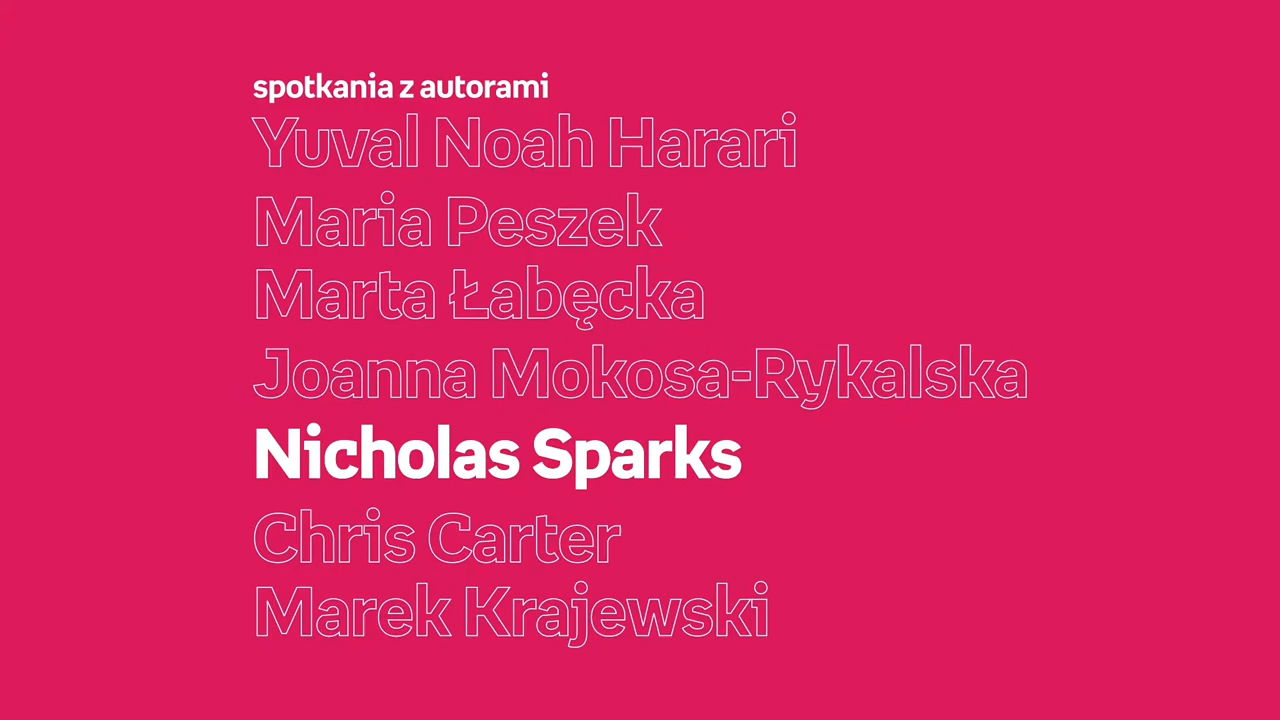 spotkania z autorami
Yuval Noah Harari
Maria Peszek
Marta Łabęcka
Joanna Mokosa-Rykalska
Nicholas Sparks
Chris Carter
Marek Krajewski